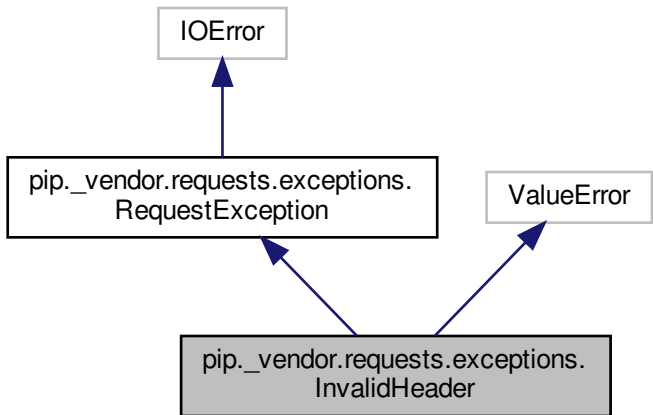 IOError
pip._vendor.requests.exceptions.
RequestException
ValueError
pip._vendor.requests.exceptions.
InvalidHeader